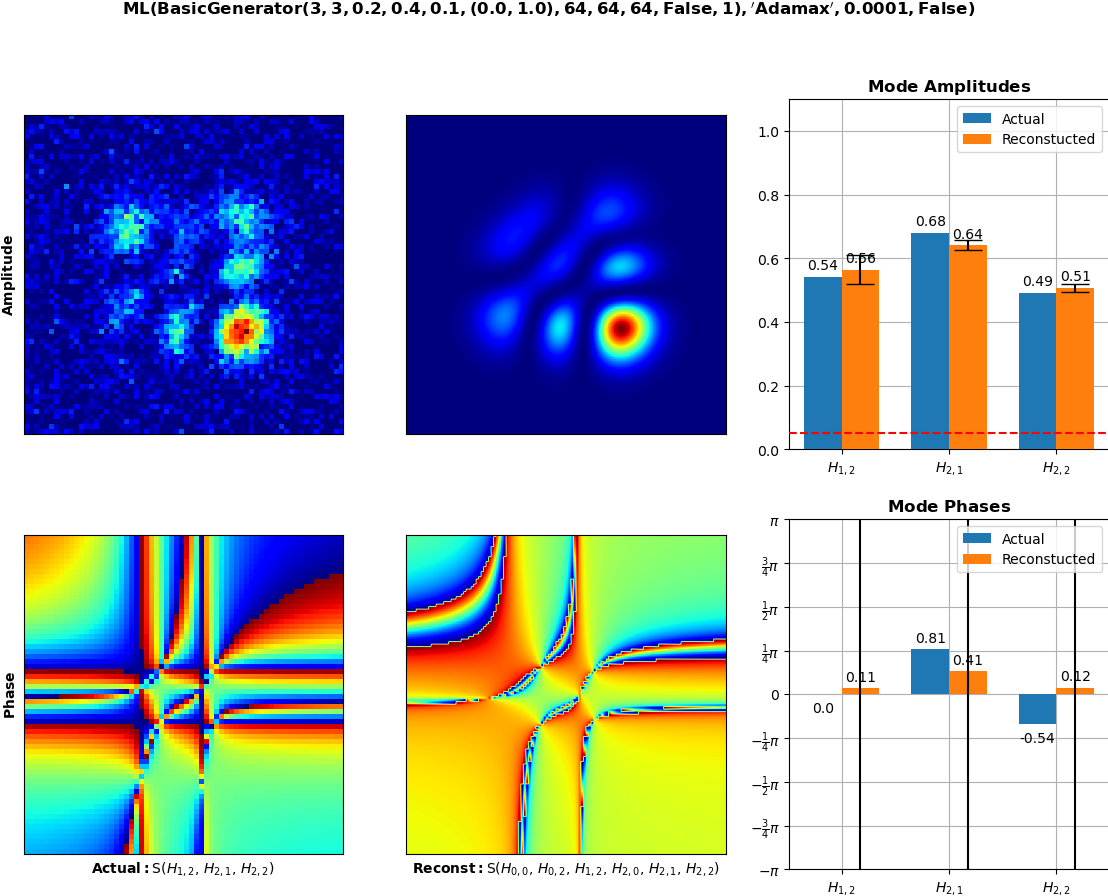 ML(BasicGenerator(3, 3, 0.2, 0.4, 0.1, (0.0, 1.0), 64, 64, 64, False, 1), 'Adamax', 0.0001, False)
Amplitude
Mode Amplitudes
Actual
Reconstucted
1.0
0.8
0.6
0.4
0.2
0.0
0.54
0.56
0.68
0.64
0.49
0.51
H1,2
H2,1
H2,2
Phase
Actual: S(H1,2, H2,1, H2,2)
Reconst: S(H0,0, H0,2, H1,2, H2,0, H2,1, H2,2)
Mode Phases
Actual
Reconstucted
π
3/4π
1/2π
1/4π
0
−1/4π
−1/2π
−3/4π
−π
0.0
0.11
0.81
0.41
-0.54
0.12
H1,2
H2,1
H2,2